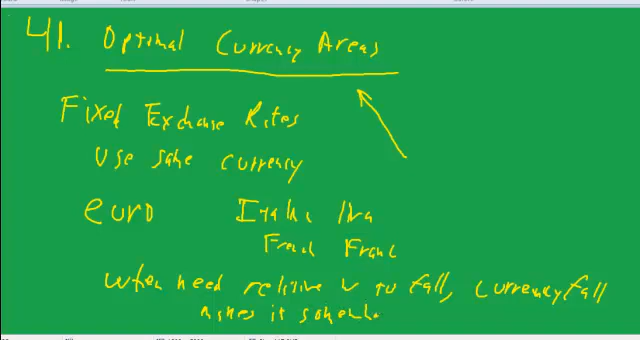 41. Optimal Currency Areas
Fixed Exchange Rates
Use same currency
euro Italian lira
French Franc
When need relative w to fall, currency fall
makes it